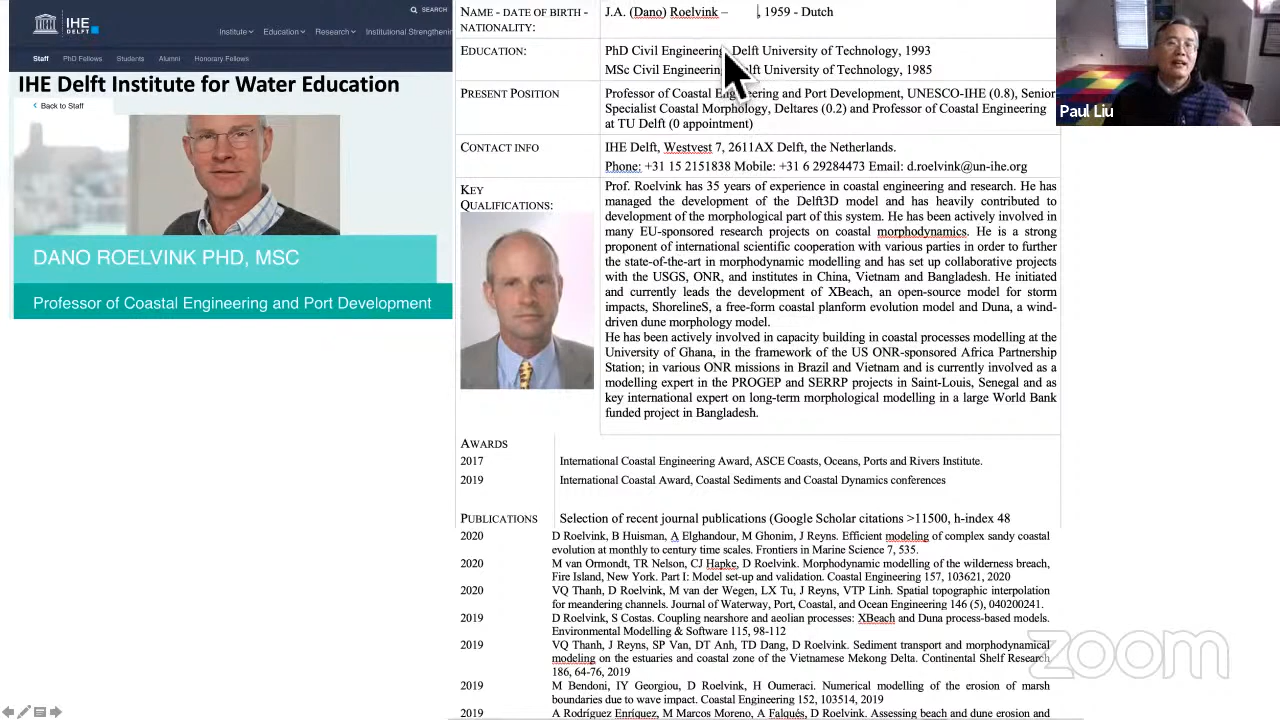 IHE
DELFT
SEARCH
Institute
Education
Research
Institutional Strengthenin
Staff
PhD Fellows
Students
Alumni
Honorary Fellows
IHE Delft Institute for Water Education
Back to Staff
DANO ROELVINK PHD, MSC
Professor of Coastal Engineering and Port Development
NAME - DATE OF BIRTH -
NATIONALITY:
J.A. (Dano) Roelvink – , 1959 - Dutch
EDUCATION:
PhD Civil Engineering, Delft University of Technology, 1993
MSc Civil Engineering, Delft University of Technology, 1985
PRESENT POSITION
Professor of Coastal Engineering and Port Development, UNESCO-IHE (0.8), Senior
Specialist Coastal Morphology, Deltares (0.2) and Professor of Coastal Engineering
at TU Delft (0 appointment)
CONTACT INFO
IHE Delft, Westvest 7, 2611AX Delft, the Netherlands.
Phone: +31 15 2151838 Mobile: +31 6 29284473 Email: d.roelvink@un-ihe.org
KEY
QUALIFICATIONS:
Prof. Roelvink has 35 years of experience in coastal engineering and research. He has
managed the development of the Delft3D model and has heavily contributed to
development of the morphological part of this system. He has been actively involved in
many EU-sponsored research projects on coastal morphodynamics. He is a strong
proponent of international scientific cooperation with various parties in order to further
the state-of-the-art in morphodynamic modelling and has set up collaborative projects
with the USGS, ONR, and institutes in China, Vietnam and Bangladesh. He initiated
and currently leads the development of XBeach, an open-source model for storm
impacts, ShorelineS, a free-form coastal planform evolution model and Duna, a wind-
driven dune morphology model.
He has been actively involved in capacity building in coastal processes modelling at the
University of Ghana, in the framework of the US ONR-sponsored Africa Partnership
Station; in various ONR missions in Brazil and Vietnam and is currently involved as a
modelling expert in the PROGEP and SERRP projects in Saint-Louis, Senegal and as
key international expert on long-term morphological modelling in a large World Bank
funded project in Bangladesh.
AWARDS
2017 International Coastal Engineering Award, ASCE Coasts, Oceans, Ports and Rivers Institute.
2019 International Coastal Award, Coastal Sediments and Coastal Dynamics conferences
PUBLICATIONS Selection of recent journal publications (Google Scholar citations >11500, h-index 48
2020 D Roelvink, B Huisman, A Elghandour, M Ghonim, J Reyns. Efficient modeling of complex sandy coastal
evolution at monthly to century time scales. Frontiers in Marine Science 7, 535.
2020 M van Ormondt, TR Nelson, CJ Hapke, D Roelvink. Morphodynamic modelling of the wilderness breach,
Fire Island, New York. Part I: Model set-up and validation. Coastal Engineering 157, 103621, 2020
2020 VQ Thanh, D Roelvink, M van der Wegen, LX Tu, J Reyns, VTP Linh. Spatial topographic interpolation
for meandering channels. Journal of Waterway, Port, Coastal, and Ocean Engineering 146 (5), 040200241.
2019 D Roelvink, S Costas. Coupling nearshore and aeolian processes: XBeach and Duna process-based models.
Environmental Modelling & Software 115, 98-112
2019 VQ Thanh, J Reyns, SP Van, DT Anh, TD Dang, D Roelvink. Sediment transport and morphodynamical
modeling on the estuaries and coastal zone of the Vietnamese Mekong Delta. Continental Shelf Research
186, 64-76, 2019
2019 M Bendoni, IY Georgiou, D Roelvink, H Oumeraci. Numerical modelling of the erosion of marsh
boundaries due to wave impact. Coastal Engineering 152, 103514, 2019
2019 A Rodríguez Enríquez, M Marcos Moreno, A Falqués, D Roelvink. Assessing beach and dune erosion and
Paul Liu
zoom